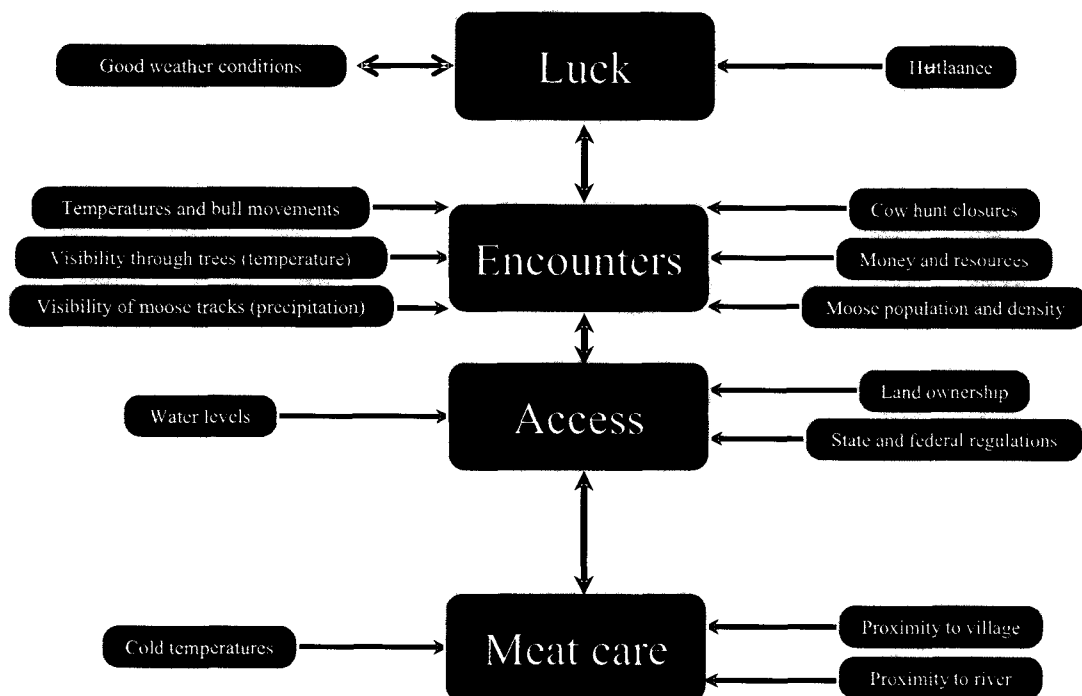 Good weather conditions
Luck
Hutlaanee
Temperatures and bull movements
Cow hunt closures
Visibility through trees (temperature)
Encounters
Money and resources
Visibility of moose tracks (precipitation)
Moose population and density
Land ownership
Water levels
Access
State and federal regulations
Cold temperatures
Meat care
Proximity to village
Proximity to river